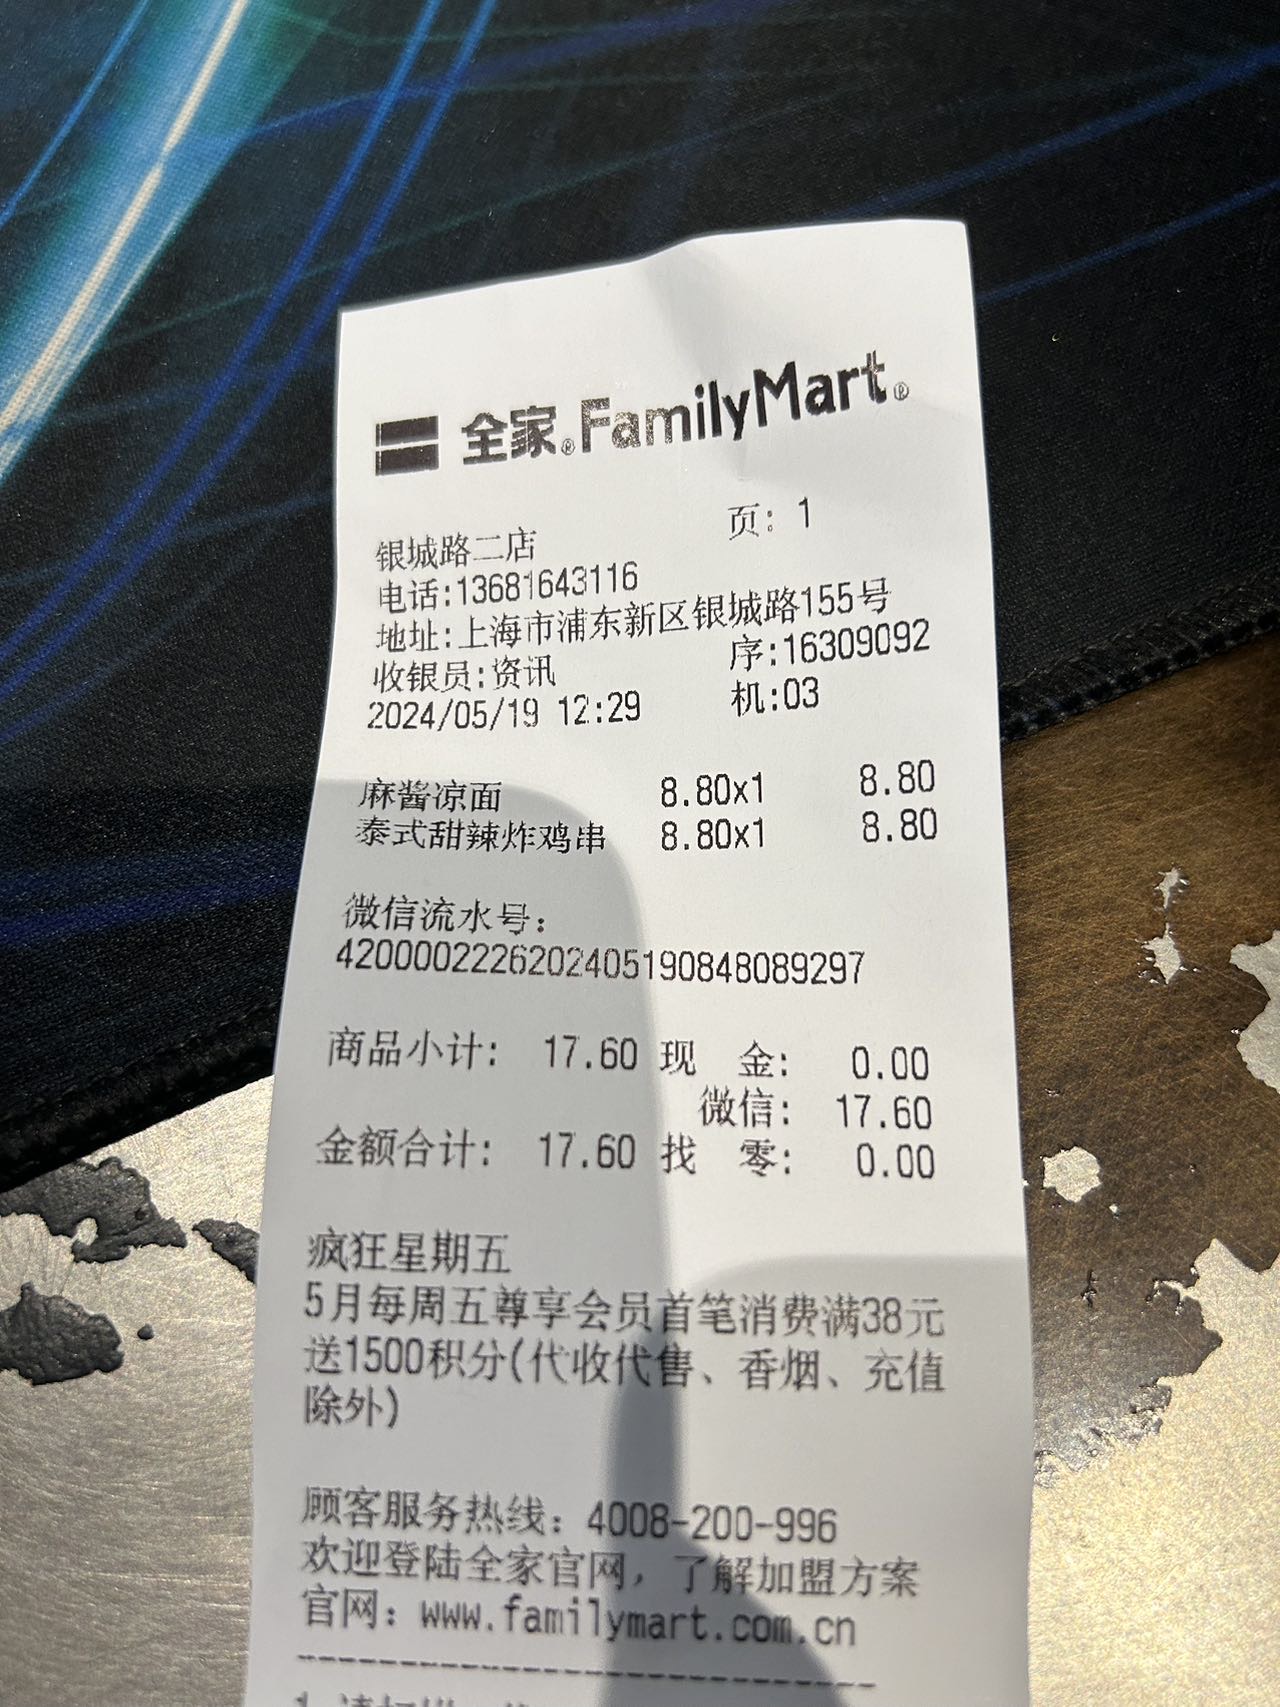 全家® FamilyMart®
页: 1
银城路二店
电话:13681643116
地址:上海市浦东新区银城路155号
收银员:资讯 序:16309092
2024/05/19 12:29 机:03
麻酱凉面 8.80x1 8.80
泰式甜辣炸鸡串 8.80x1 8.80
微信流水号:
4200002226202405190848089297
商品小计: 17.60 现 金: 0.00
微信: 17.60
金额合计: 17.60 找 零: 0.00
疯狂星期五
5月每周五尊享会员首笔消费满38元
送1500积分(代收代售、香烟、充值
除外)
顾客服务热线: 4008-200-996
欢迎登陆全家官网,了解加盟方案
官网: www.familymart.com.cn